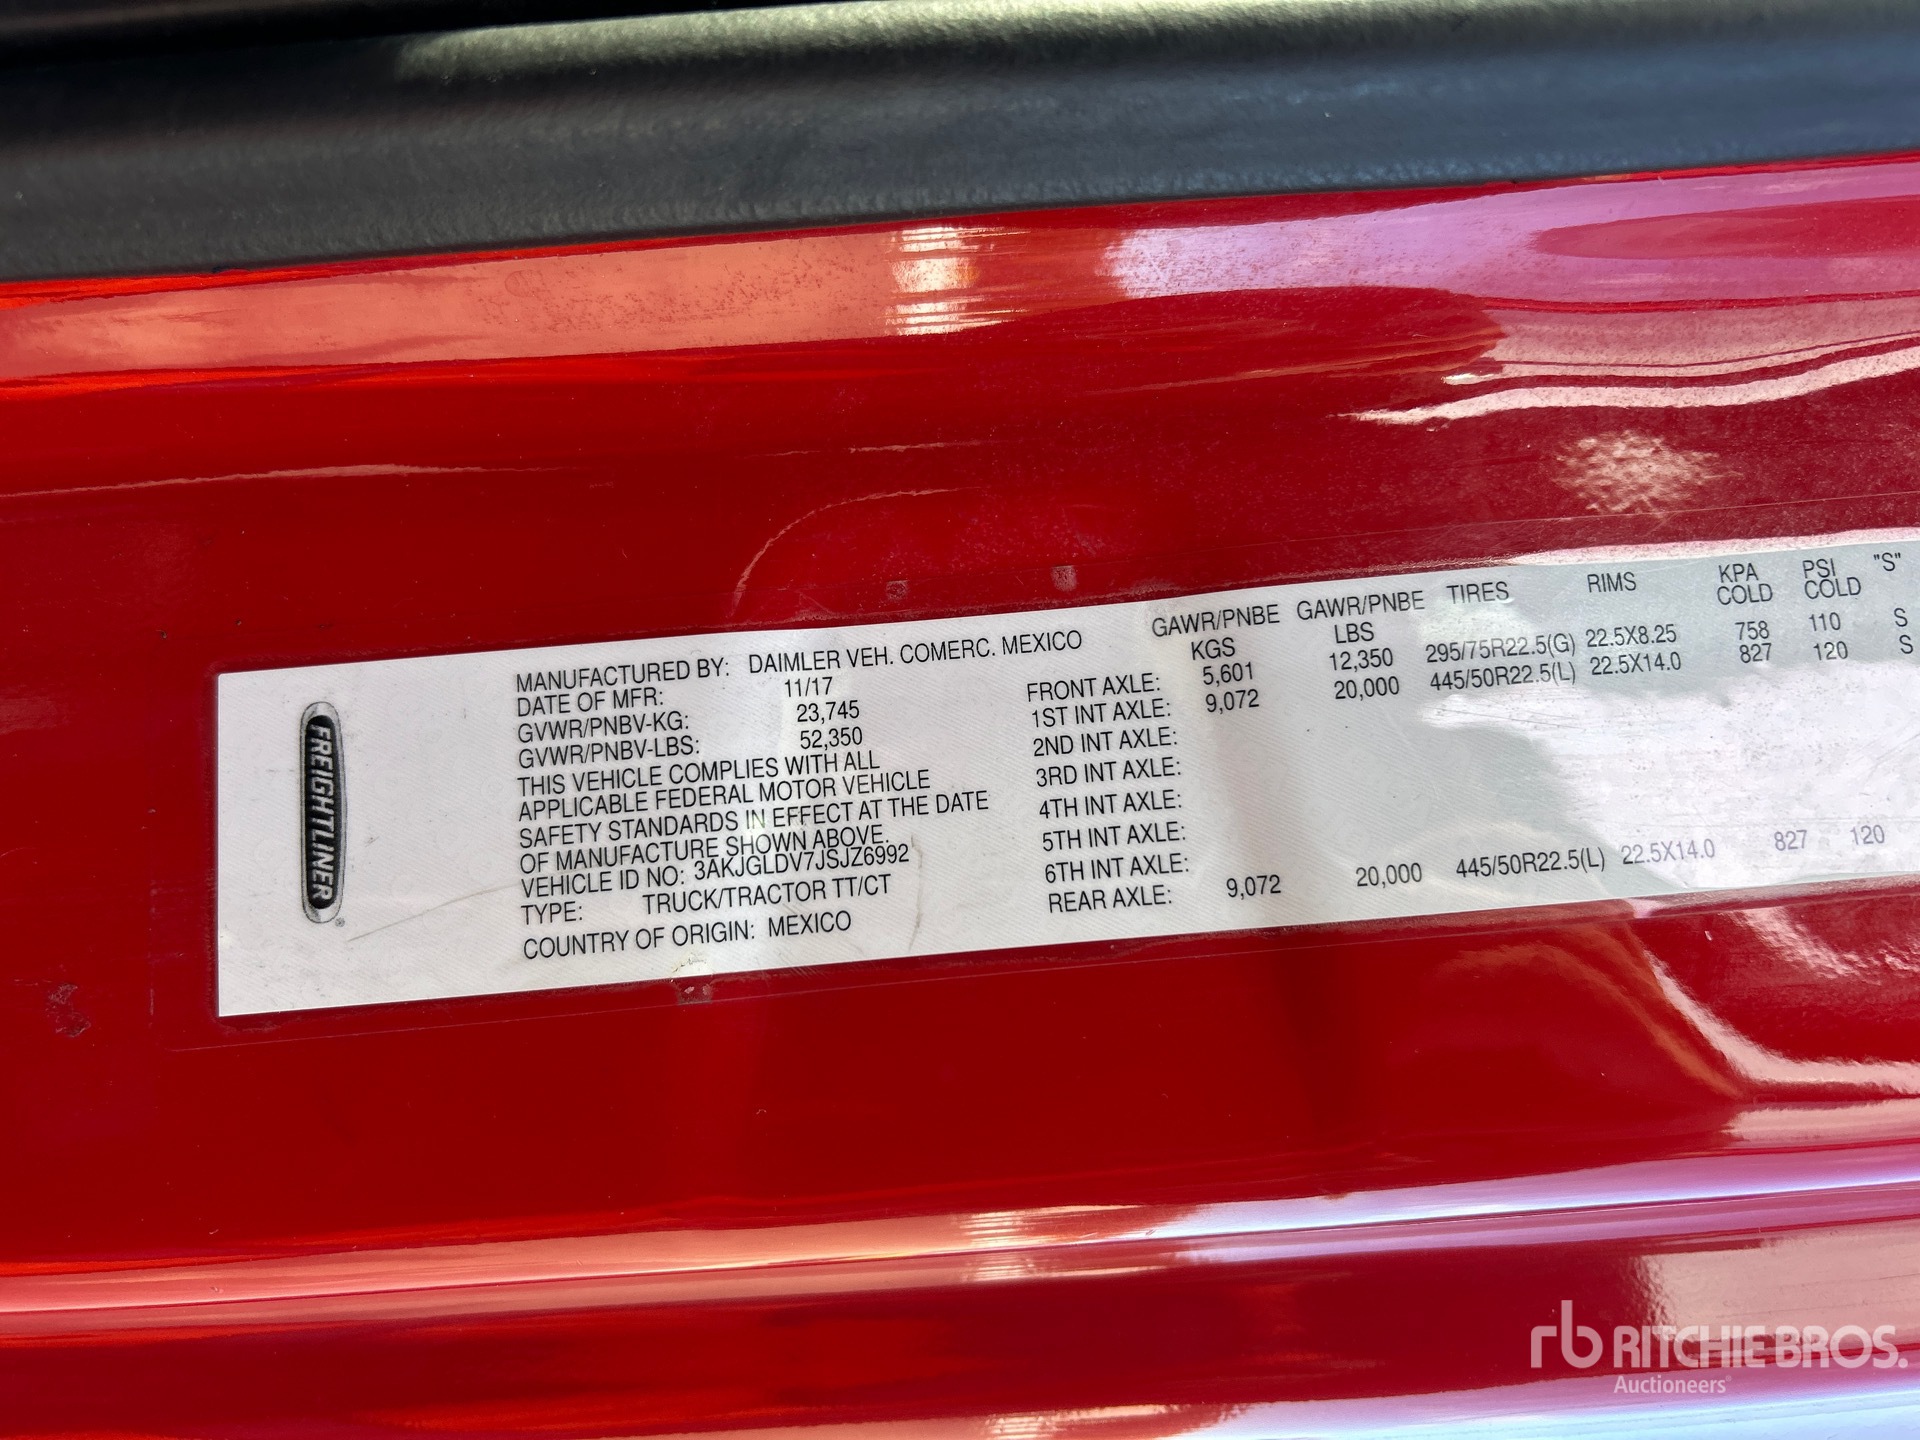 FREIGHTLINER
®
MANUFACTURED BY: DAIMLER VEH. COMERC. MEXICO
DATE OF MFR: 11/17
GVWR/PNBV-KG: 23,745
GVWR/PNBV-LBS: 52,350
THIS VEHICLE COMPLIES WITH ALL
APPLICABLE FEDERAL MOTOR VEHICLE
SAFETY STANDARDS IN EFFECT AT THE DATE
OF MANUFACTURE SHOWN ABOVE.
VEHICLE ID NO: 3AKJGLDV7JSJZ6992
TYPE: TRUCK/TRACTOR TT/CT
COUNTRY OF ORIGIN: MEXICO
GAWR/PNBE GAWR/PNBE TIRES RIMS KPA PSI "S"
KGS LBS COLD COLD
FRONT AXLE: 5,601 12,350 295/75R22.5(G) 22.5X8.25 758 110 S
1ST INT AXLE: 9,072 20,000 445/50R22.5(L) 22.5X14.0 827 120 S
2ND INT AXLE:
3RD INT AXLE:
4TH INT AXLE:
5TH INT AXLE:
6TH INT AXLE:
REAR AXLE: 9,072 20,000 445/50R22.5(L) 22.5X14.0 827 120
rb RITCHIE BROS.
Auctioneers